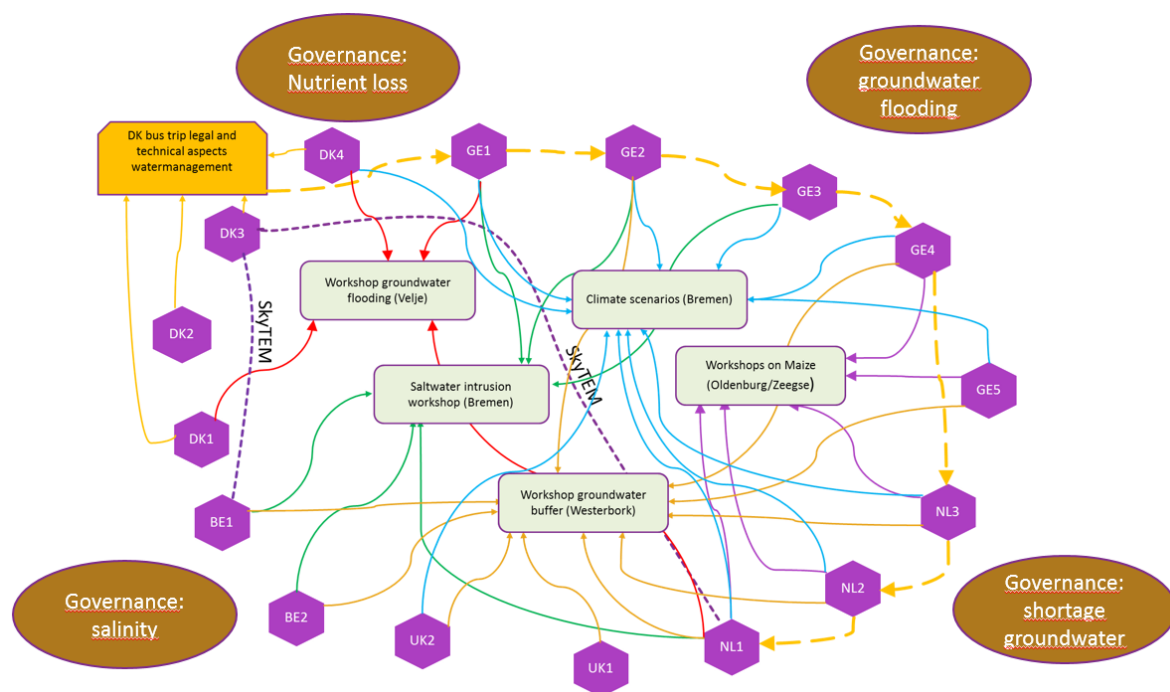 Governance:
Nutrient loss
Governance:
groundwater
flooding
DK bus trip legal and
technical aspects
watermanagement
DK4
GE1
GE2
GE3
DK3
GE4
Workshop groundwater
flooding (Velje)
Climate scenarios (Bremen)
SkyTEM
DK2
SkyTEM
Workshops on Maize
(Oldenburg/Zeegse)
Saltwater intrusion
workshop (Bremen)
GE5
DK1
Workshop groundwater
buffer (Westerbork)
BE1
NL3
Governance:
salinity
BE2
UK2
UK1
NL1
NL2
Governance:
shortage
groundwater